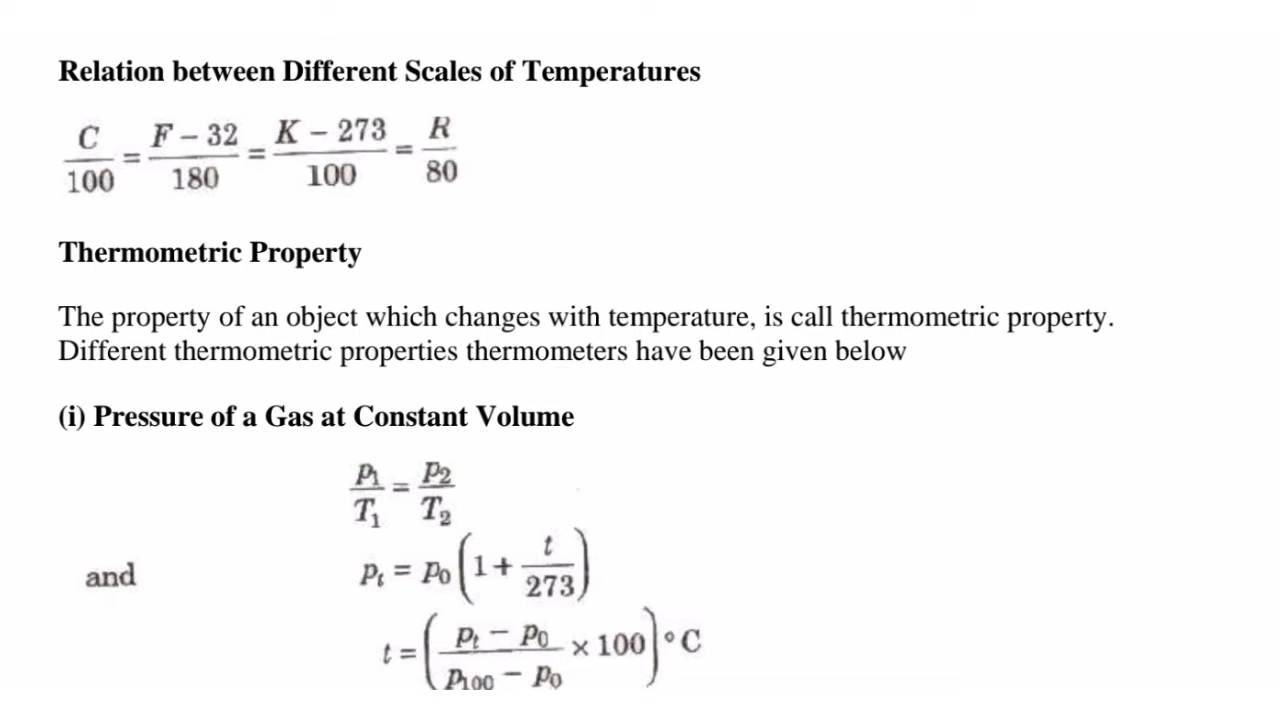 Relation between Different Scales of Temperatures
C/100 = F – 32/180 = K – 273/100 = R/80
Thermometric Property
The property of an object which changes with temperature, is call thermometric property.
Different thermometric properties thermometers have been given below
(i) Pressure of a Gas at Constant Volume
p₁/T₁ = p₂/T₂
and pₜ = p₀(1 + t/273)
t = (pₜ – p₀/p₁₀₀ – p₀ × 100)°C